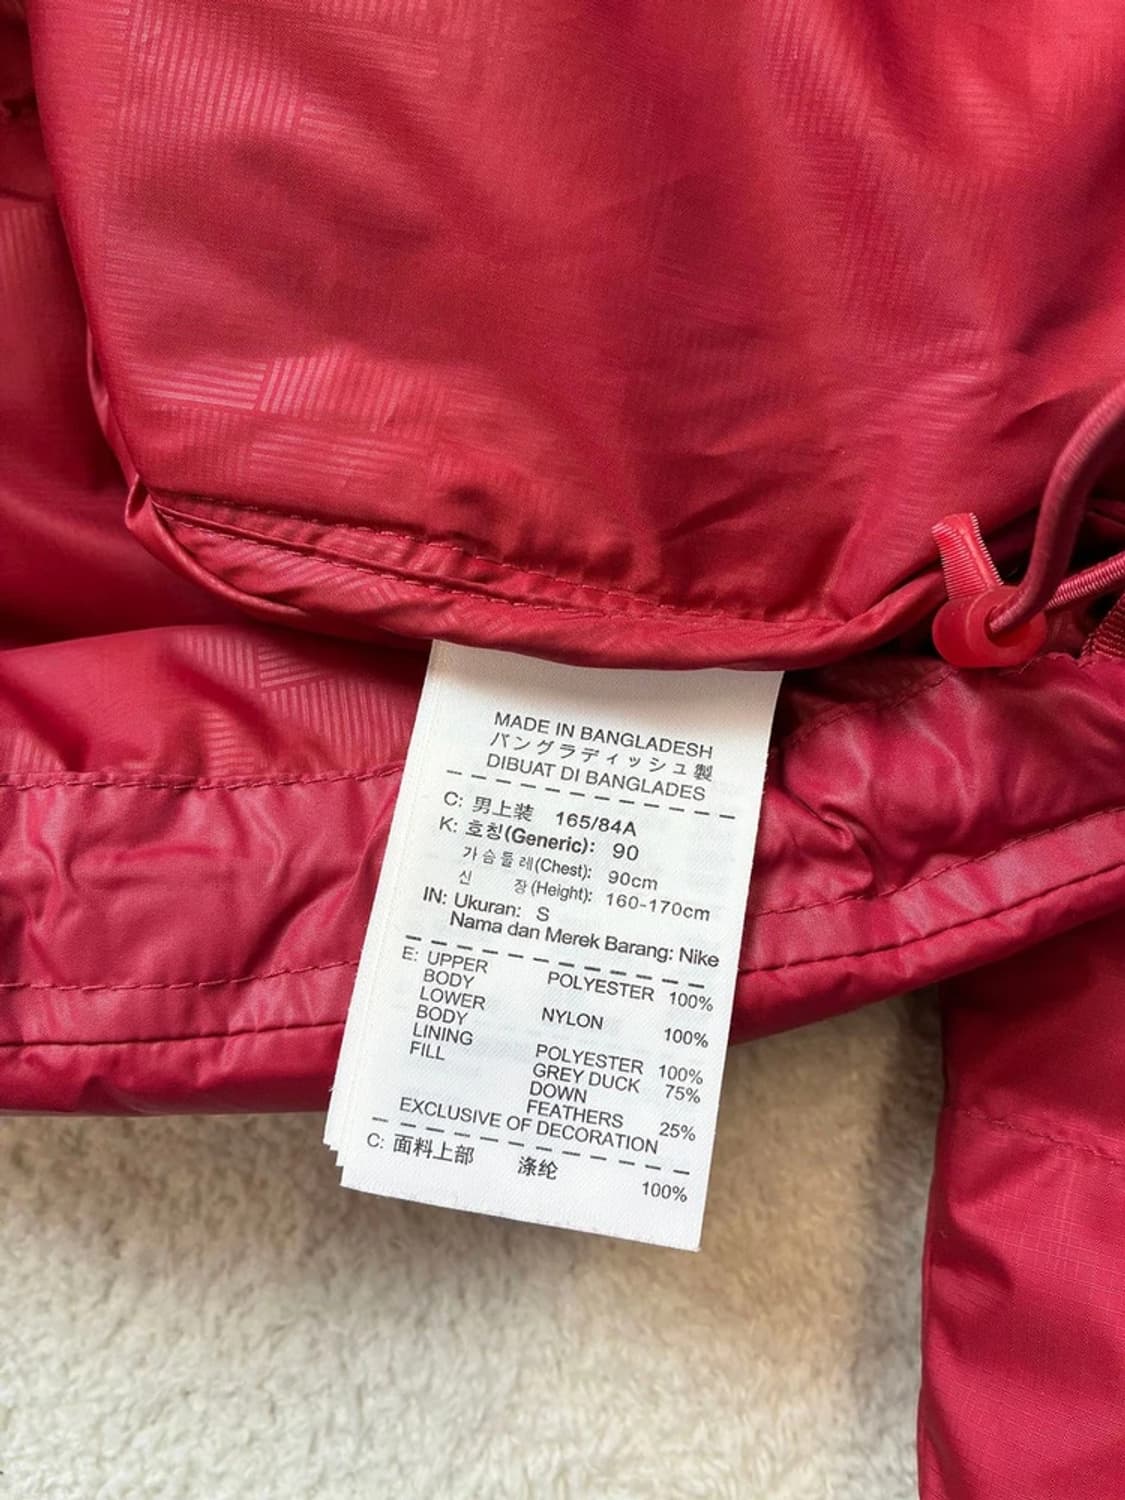 MADE IN BANGLADESH
バングラディッシュ製
DIBUAT DI BANGLADES
C: 男上装 165/84A
K: 호칭(Generic): 90
가슴둘레(Chest): 90cm
신 장(Height): 160-170cm
IN: Ukuran: S
Nama dan Merek Barang: Nike
E: UPPER BODY POLYESTER 100%
LOWER BODY NYLON 100%
LINING POLYESTER 100%
FILL GREY DUCK DOWN 75%
FEATHERS 25%
EXCLUSIVE OF DECORATION
C: 面料上部 涤纶 100%